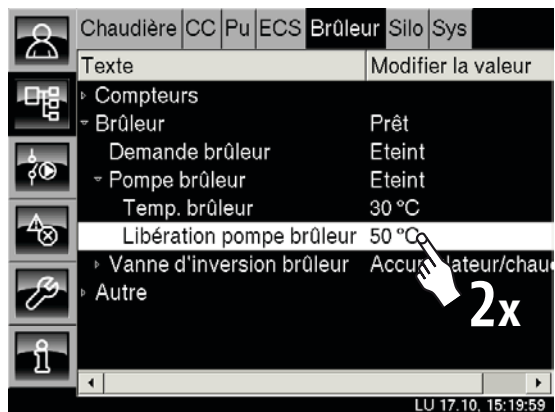 Chaudière CC Pu ECS Brûleur Silo Sys
Texte Modifier la valeur
Compteurs
Brûleur Prêt
Demande brûleur Eteint
Pompe brûleur Eteint
Temp. brûleur 30 °C
Libération pompe brûleur 50 °C
Vanne d'inversion brûleur
Autre
2x
LU 17.10, 15:19:59